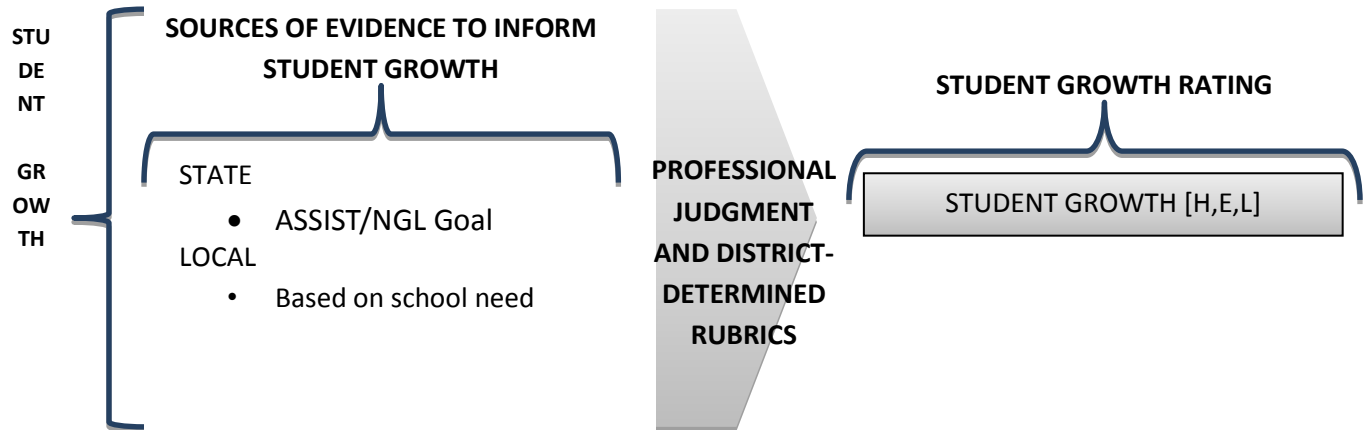 STU
DE
NT
GR
OW
TH
SOURCES OF EVIDENCE TO INFORM
STUDENT GROWTH
STATE
● ASSIST/NGL Goal
LOCAL
• Based on school need
PROFESSIONAL
JUDGMENT
AND DISTRICT-
DETERMINED
RUBRICS
STUDENT GROWTH RATING
STUDENT GROWTH [H,E,L]